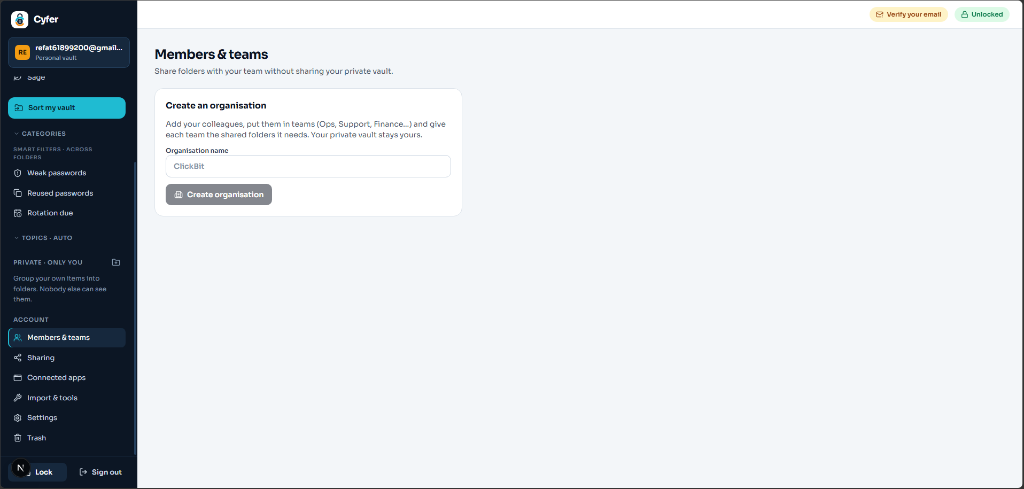 Cyfer
Verify your email
Unlocked
RE
refat61899200@gmail...
Personal vault
Sage
Sort my vault
CATEGORIES
SMART FILTERS · ACROSS
FOLDERS
Weak passwords
Reused passwords
Rotation due
TOPICS · AUTO
PRIVATE · ONLY YOU
Group your own items into
folders. Nobody else can see
them.
ACCOUNT
Members & teams
Sharing
Connected apps
Import & tools
Settings
Trash
N
Lock
Sign out
Members & teams
Share folders with your team without sharing your private vault.
Create an organisation
Add your colleagues, put them in teams (Ops, Support, Finance...) and give
each team the shared folders it needs. Your private vault stays yours.
Organisation name
ClickBit
Create organisation